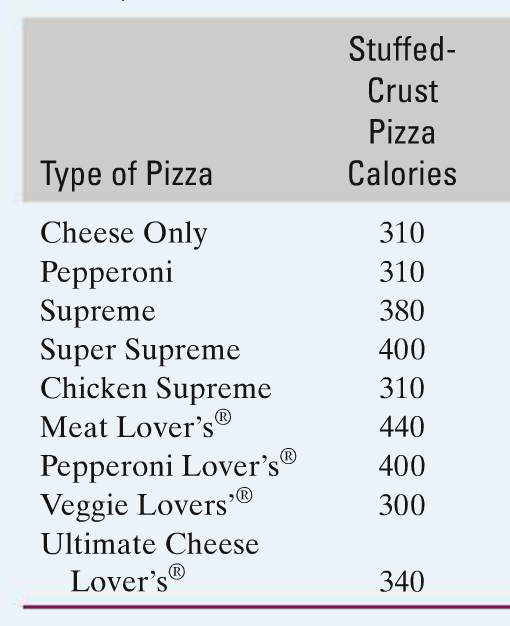 Stuffed-
Crust
Pizza
Type of Pizza Calories
Cheese Only 310
Pepperoni 310
Supreme 380
Super Supreme 400
Chicken Supreme 310
Meat Lover's® 440
Pepperoni Lover's® 400
Veggie Lovers'® 300
Ultimate Cheese
Lover's® 340